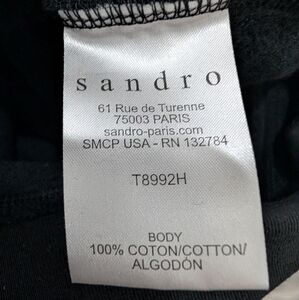 sandro
61 Rue de Turenne
75003 PARIS
sandro-paris.com
SMCP USA - RN 132784
T8992H
BODY
100% COTON/COTTON/
ALGODÓN